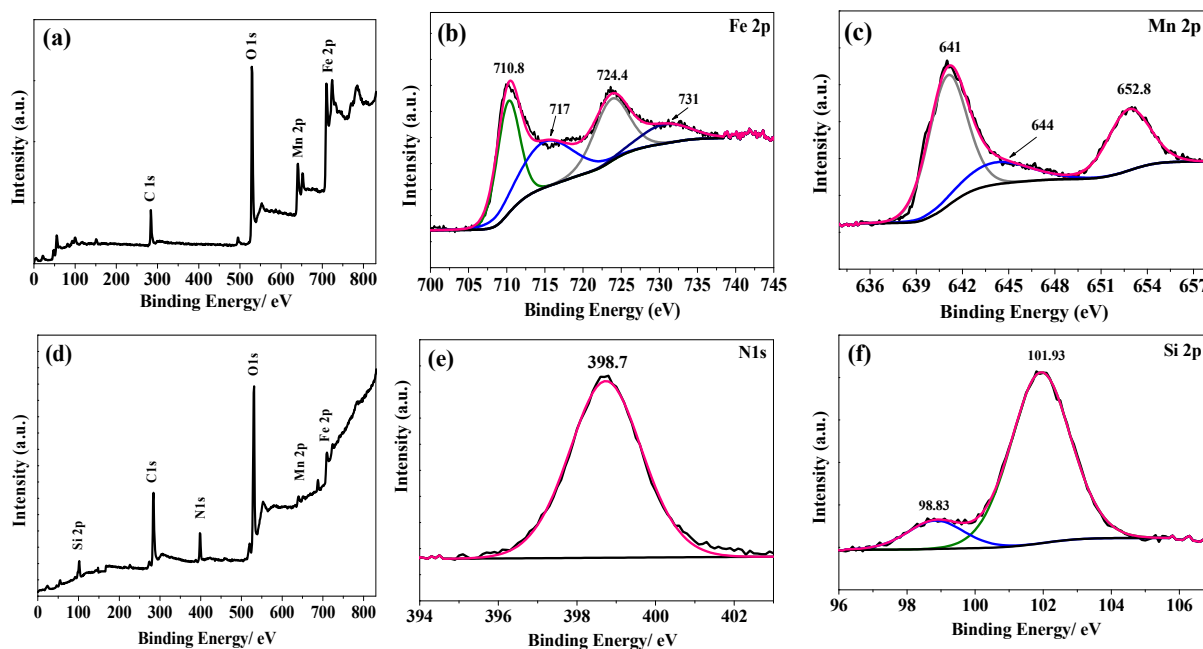 (a)
C 1s
O 1s
Mn 2p
Fe 2p
Intensity (a.u.)
0 100 200 300 400 500 600 700 800
Binding Energy/ eV
(b)
Fe 2p
710.8
717
724.4
731
Intensity (a.u.)
700 705 710 715 720 725 730 735 740 745
Binding Energy (eV)
(c)
Mn 2p
641
644
652.8
Intensity (a.u.)
636 639 642 645 648 651 654 657
Binding Energy (eV)
(d)
Si 2p
C1s
N1s
O1s
Mn 2p
Fe 2p
Intensity (a.u.)
0 100 200 300 400 500 600 700 800
Binding Energy/ eV
(e)
N1s
398.7
Intensity (a.u.)
394 396 398 400 402
Binding Energy/ eV
(f)
Si 2p
98.83
101.93
Intensity (a.u.)
96 98 100 102 104 106
Binding Energy/ eV